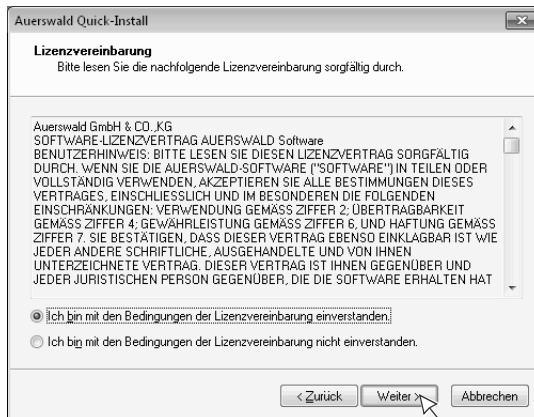 Auerswald Quick-Install
Lizenzvereinbarung
Bitte lesen Sie die nachfolgende Lizenzvereinbarung sorgfältig durch.
Auerswald GmbH & CO.,KG
SOFTWARE-LIZENZVERTRAG AUERSWALD Software
BENUTZERHINWEIS: BITTE LESEN SIE DIESEN LIZENZVERTRAG SORGFÄLTIG
DURCH. WENN SIE DIE AUERSWALD-SOFTWARE ("SOFTWARE") IN TEILEN ODER
VOLLSTÄNDIG VERWENDEN, AKZEPTIEREN SIE ALLE BESTIMMUNGEN DIESES
VERTRAGES, EINSCHLIESSLICH UND IM BESONDEREN DIE FOLGENDEN
EINSCHRÄNKUNGEN: VERWENDUNG GEMÄSS ZIFFER 2; ÜBERTRAGBARKEIT
GEMÄSS ZIFFER 4; GEWÄHRLEISTUNG GEMÄSS ZIFFER 6, UND HAFTUNG GEMÄSS
ZIFFER 7. SIE BESTÄTIGEN, DASS DIESER VERTRAG EBENSO EINKLAGBAR IST WIE
JEDER ANDERE SCHRIFTLICHE, AUSGEHANDELTE UND VON IHNEN
UNTERZEICHNETE VERTRAG. DIESER VERTRAG IST IHNEN GEGENÜBER UND
JEDER JURISTISCHEN PERSON GEGENÜBER, DIE DIE SOFTWARE ERHALTEN HAT
Ich bin mit den Bedingungen der Lizenzvereinbarung einverstanden.
Ich bin mit den Bedingungen der Lizenzvereinbarung nicht einverstanden.
< Zurück Weiter > Abbrechen